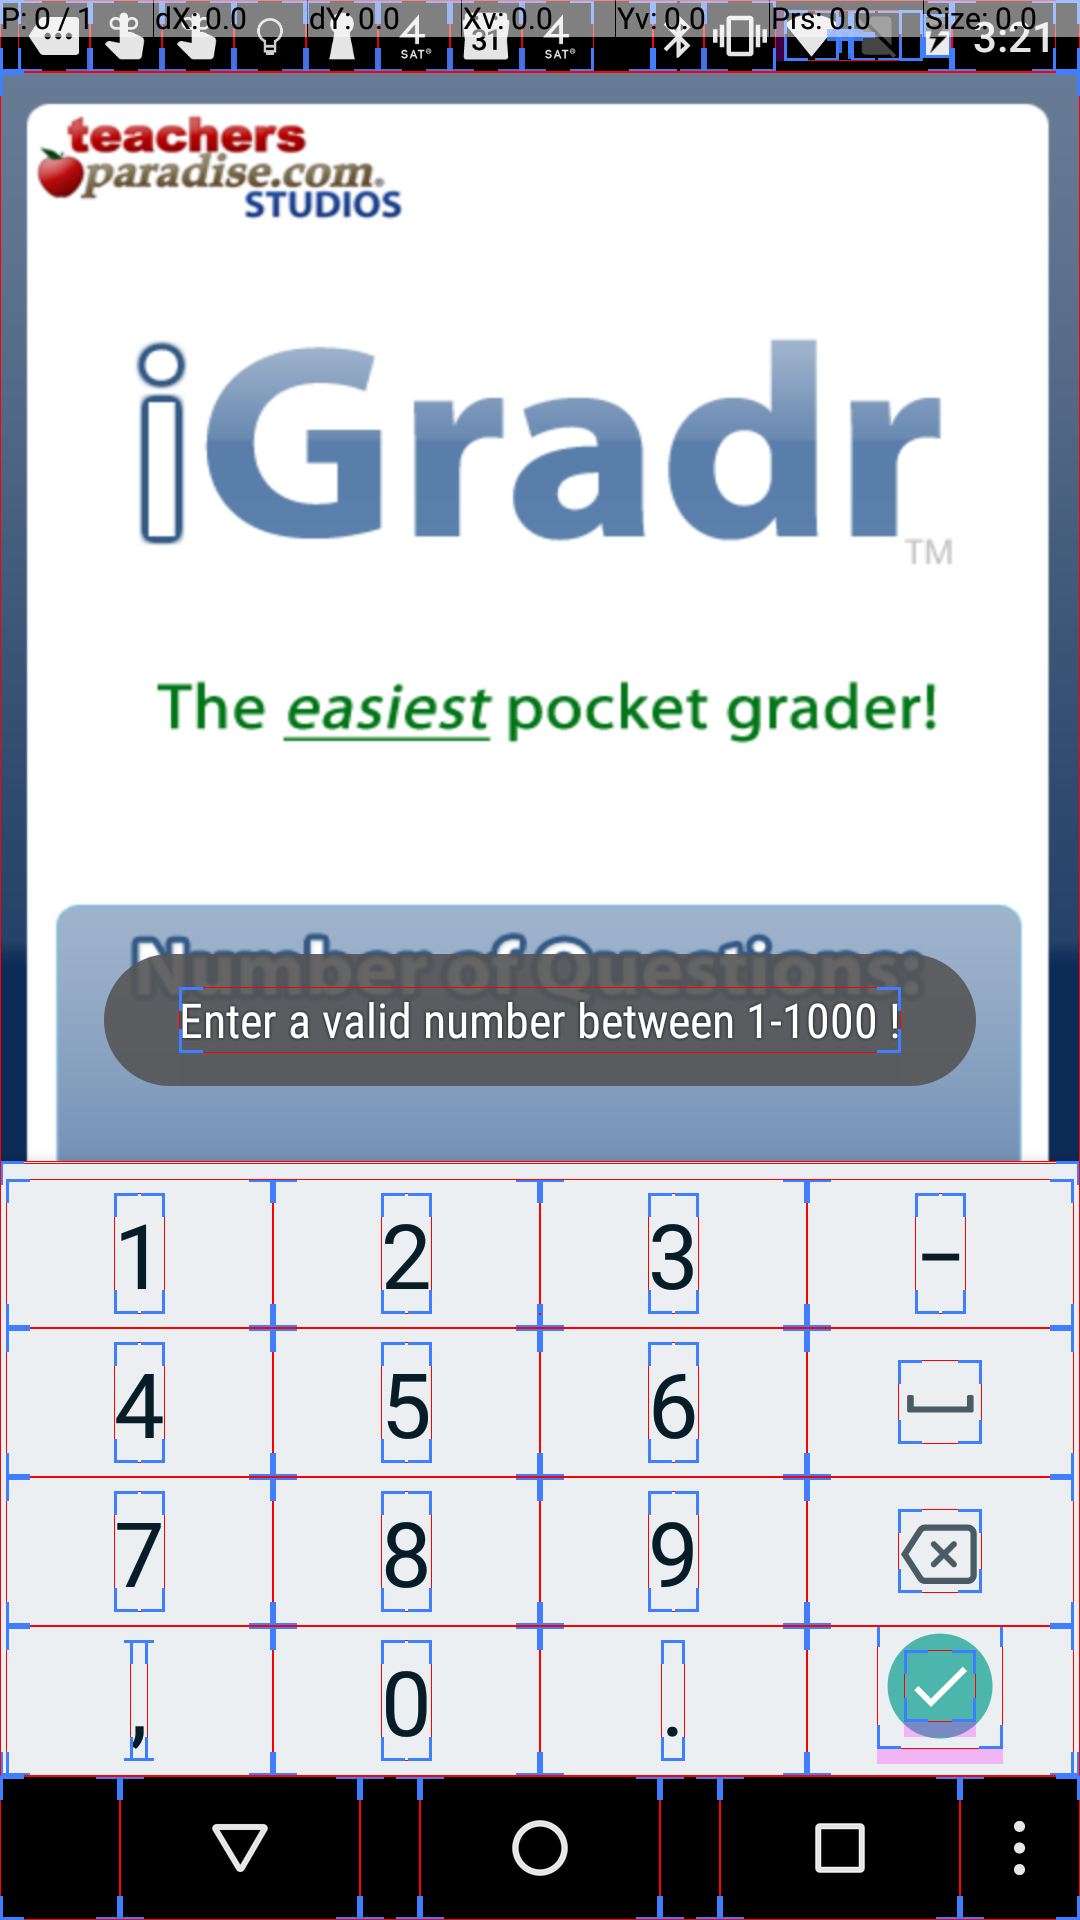 P: 0 / 1 dX: 0.0 dY: 0.0 Xv: 0.0 Yv: 0.0 Prs: 0.0 Size: 0.0
4 SAT® 31 4 SAT® 3:21
teachers
paradise.com.
STUDIOS
iGradr
TM
The easiest pocket grader!
Number of Questions:
Enter a valid number between 1-1000 !
1 2 3 –
4 5 6
7 8 9
, 0 .